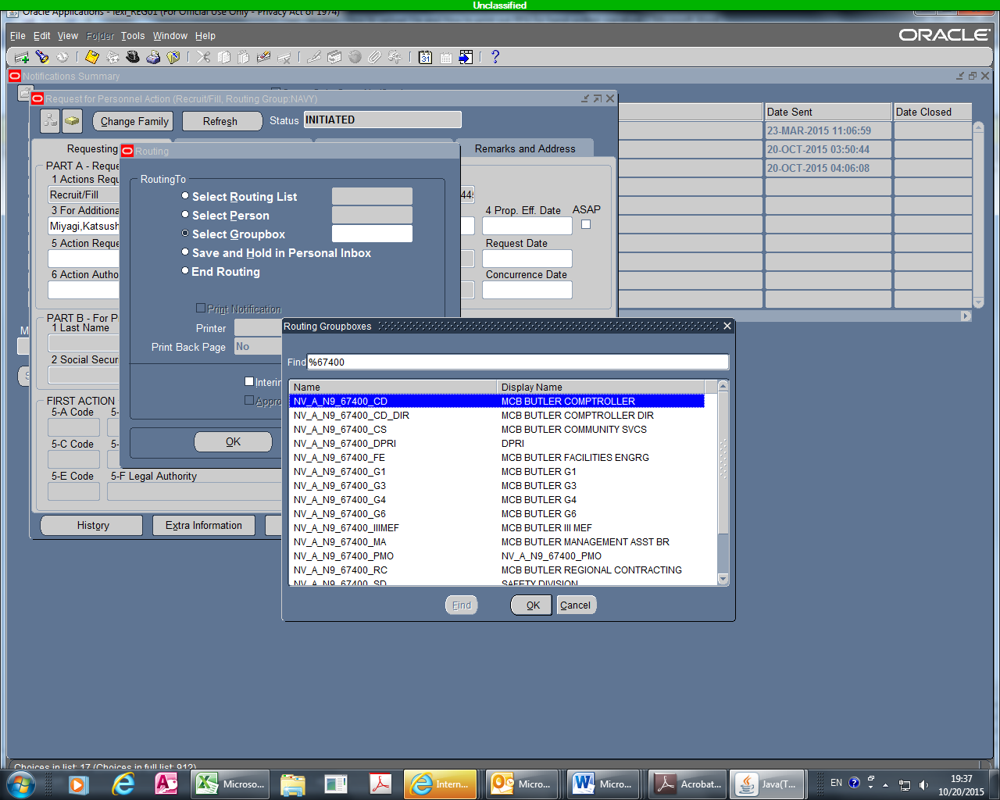 Unclassified
Oracle Applications - Texl_REG01 (For Official Use Only - Privacy Act of 1974)
File Edit View Folder Tools Window Help
ORACLE
Notifications Summary
Request for Personnel Action (Recruit/Fill, Routing Group:NAVY)
Date Sent Date Closed
Change Family Refresh Status INITIATED
23-MAR-2015 11:06:59
20-OCT-2015 03:50:44
20-OCT-2015 04:06:08
Requesting Remarks and Address
Routing
PART A - Reque
1 Actions Requ
Recruit/Fill
3 For Additiona
Miyagi,Katsush
5 Action Reque
6 Action Autho
RoutingTo
Select Routing List
Select Person
Select Groupbox
Save and Hold in Personal Inbox
End Routing
4 Prop. Eff. Date ASAP
Request Date
Concurrence Date
Print Notification
Printer
Print Back Page No
Interin
Appro
OK
PART B - For P
1 Last Name
2 Social Secur
FIRST ACTION
5-A Code 5-
5-C Code 5-
5-E Code 5-F Legal Authority
History Extra Information
Routing Groupboxes
Find %67400
Name Display Name
NV_A_N9_67400_CD MCB BUTLER COMPTROLLER
NV_A_N9_67400_CD_DIR MCB BUTLER COMPTROLLER DIR
NV_A_N9_67400_CS MCB BUTLER COMMUNITY SVCS
NV_A_N9_67400_DPRI DPRI
NV_A_N9_67400_FE MCB BUTLER FACILITIES ENGRG
NV_A_N9_67400_G1 MCB BUTLER G1
NV_A_N9_67400_G3 MCB BUTLER G3
NV_A_N9_67400_G4 MCB BUTLER G4
NV_A_N9_67400_G6 MCB BUTLER G6
NV_A_N9_67400_IIIMEF MCB BUTLER III MEF
NV_A_N9_67400_MA MCB BUTLER MANAGEMENT ASST BR
NV_A_N9_67400_PMO NV_A_N9_67400_PMO
NV_A_N9_67400_RC MCB BUTLER REGIONAL CONTRACTING
NV_A_N9_67400_SD SAFETY DIVISION
Find OK Cancel
Choices in list: 17 (Choices in full list: 912)
Microso... Intern... Micro... Micro... Acrobat... Java(T... EN 19:37
10/20/2015